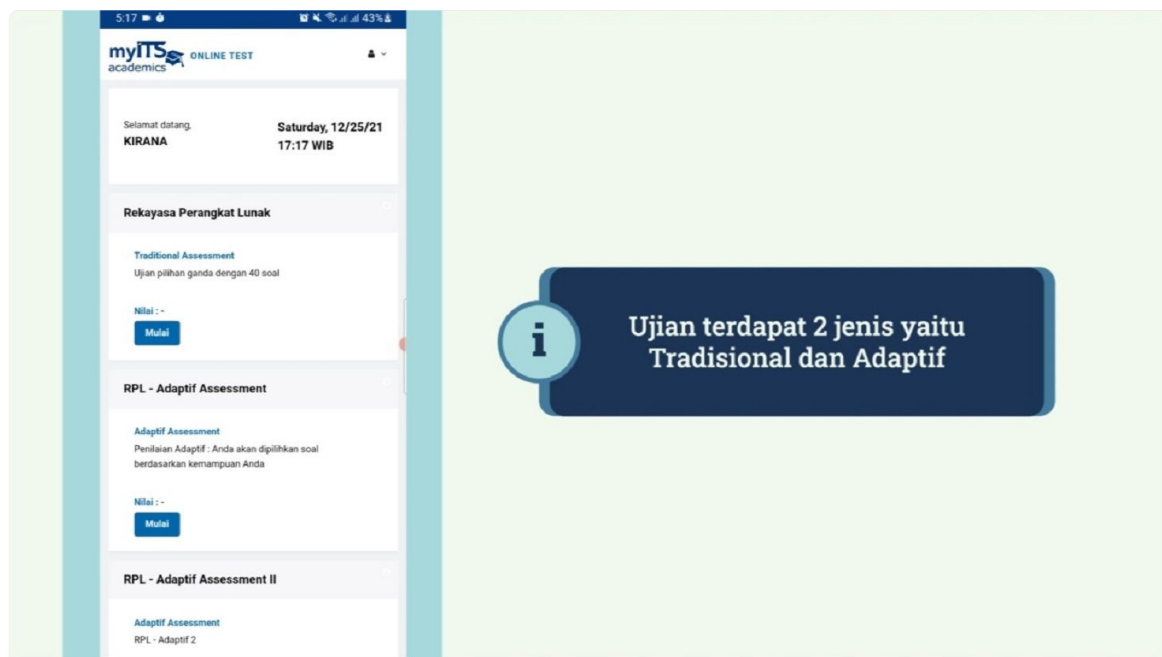 5:17
43%
myITS
academics
ONLINE TEST
Selamat datang,
KIRANA
Saturday, 12/25/21
17:17 WIB
Rekayasa Perangkat Lunak
Traditional Assessment
Ujian pilihan ganda dengan 40 soal
Nilai : -
Mulai
RPL - Adaptif Assessment
Adaptif Assessment
Penilaian Adaptif : Anda akan dipilihkan soal
berdasarkan kemampuan Anda
Nilai : -
Mulai
RPL - Adaptif Assessment II
Adaptif Assessment
RPL - Adaptif 2
i
Ujian terdapat 2 jenis yaitu
Tradisional dan Adaptif